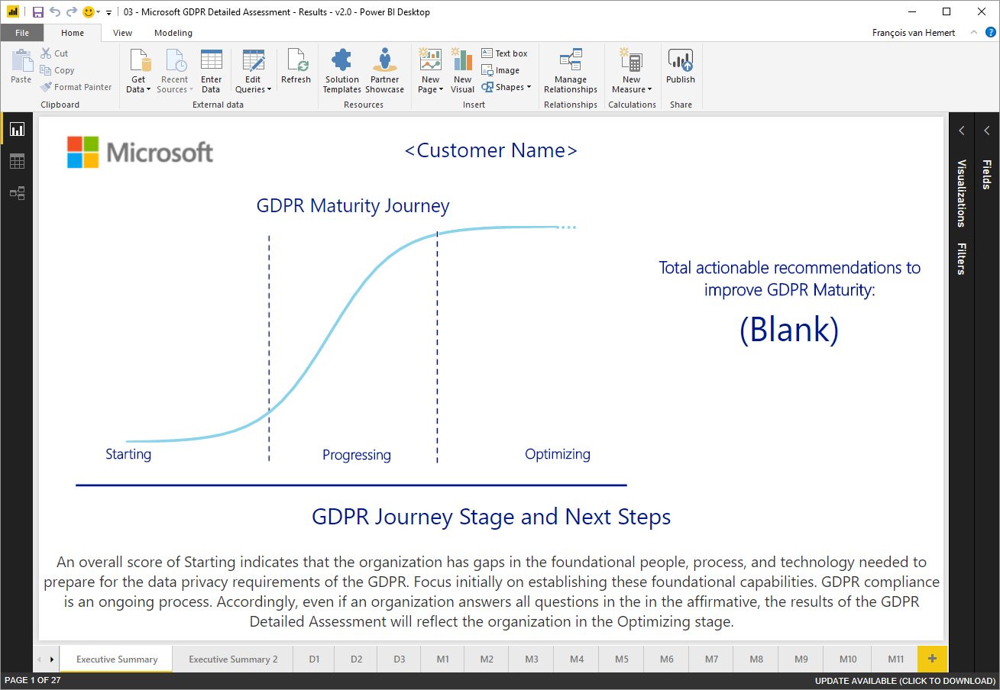 03 - Microsoft GDPR Detailed Assessment - Results - v2.0 - Power BI Desktop
File
Home
View
Modeling
François van Hemert
?
Paste
Cut
Copy
Format Painter
Clipboard
Get
Data
Recent
Sources
Enter
Data
Edit
Queries
Refresh
External data
Solution
Templates
Partner
Showcase
Resources
New
Page
New
Visual
Text box
Image
Shapes
Insert
Manage
Relationships
Relationships
New
Measure
Calculations
Publish
Share
Microsoft
<Customer Name>
GDPR Maturity Journey
Starting
Progressing
Optimizing
Total actionable recommendations to
improve GDPR Maturity:
(Blank)
Visualizations
Filters
Fields
GDPR Journey Stage and Next Steps
An overall score of Starting indicates that the organization has gaps in the foundational people, process, and technology needed to
prepare for the data privacy requirements of the GDPR. Focus initially on establishing these foundational capabilities. GDPR compliance
is an ongoing process. Accordingly, even if an organization answers all questions in the in the affirmative, the results of the GDPR
Detailed Assessment will reflect the organization in the Optimizing stage.
Executive Summary
Executive Summary 2
D1
D2
D3
M1
M2
M3
M4
M5
M6
M7
M8
M9
M10
M11
+
PAGE 1 OF 27
UPDATE AVAILABLE (CLICK TO DOWNLOAD)